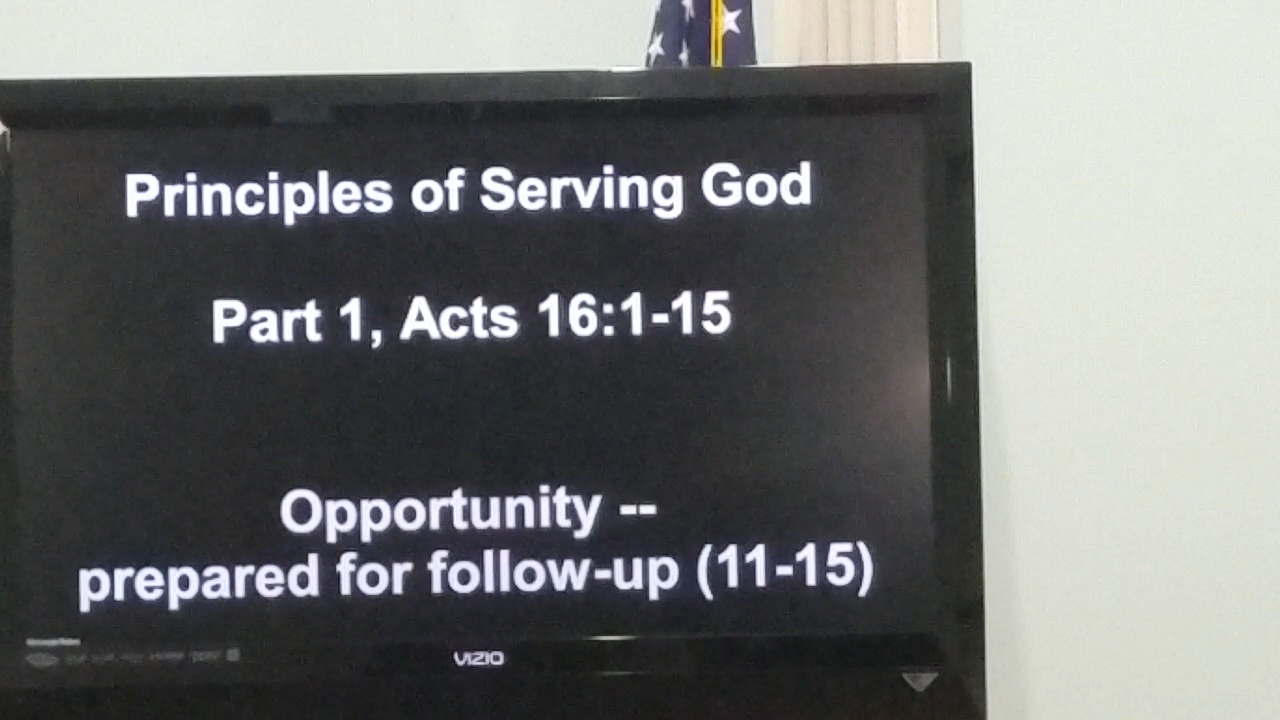 Principles of Serving God
Part 1, Acts 16:1-15
Opportunity --
prepared for follow-up (11-15)
VIZIO